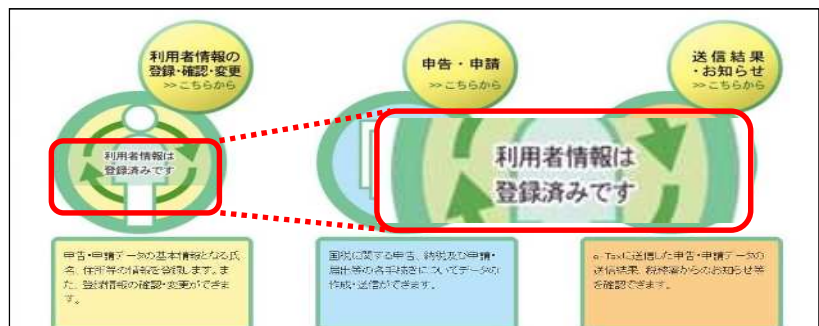 利用者情報の
登録・確認・変更
>>こちらから
申告・申請
>>こちらから
送信結果
・お知らせ
>>こちらから
利用者情報は
登録済みです
利用者情報は
登録済みです
申告・申請データの基本情報となる氏
名、住所等の情報を登録します。ま
た、登録情報の確認・変更ができま
す。
国税に関する申告、納税及び申請・
届出等の各手続きについてデータの
作成・送信ができます。
e-Taxに送信した申告・申請データの
送信結果、税務署からのお知らせ等
を確認できます。